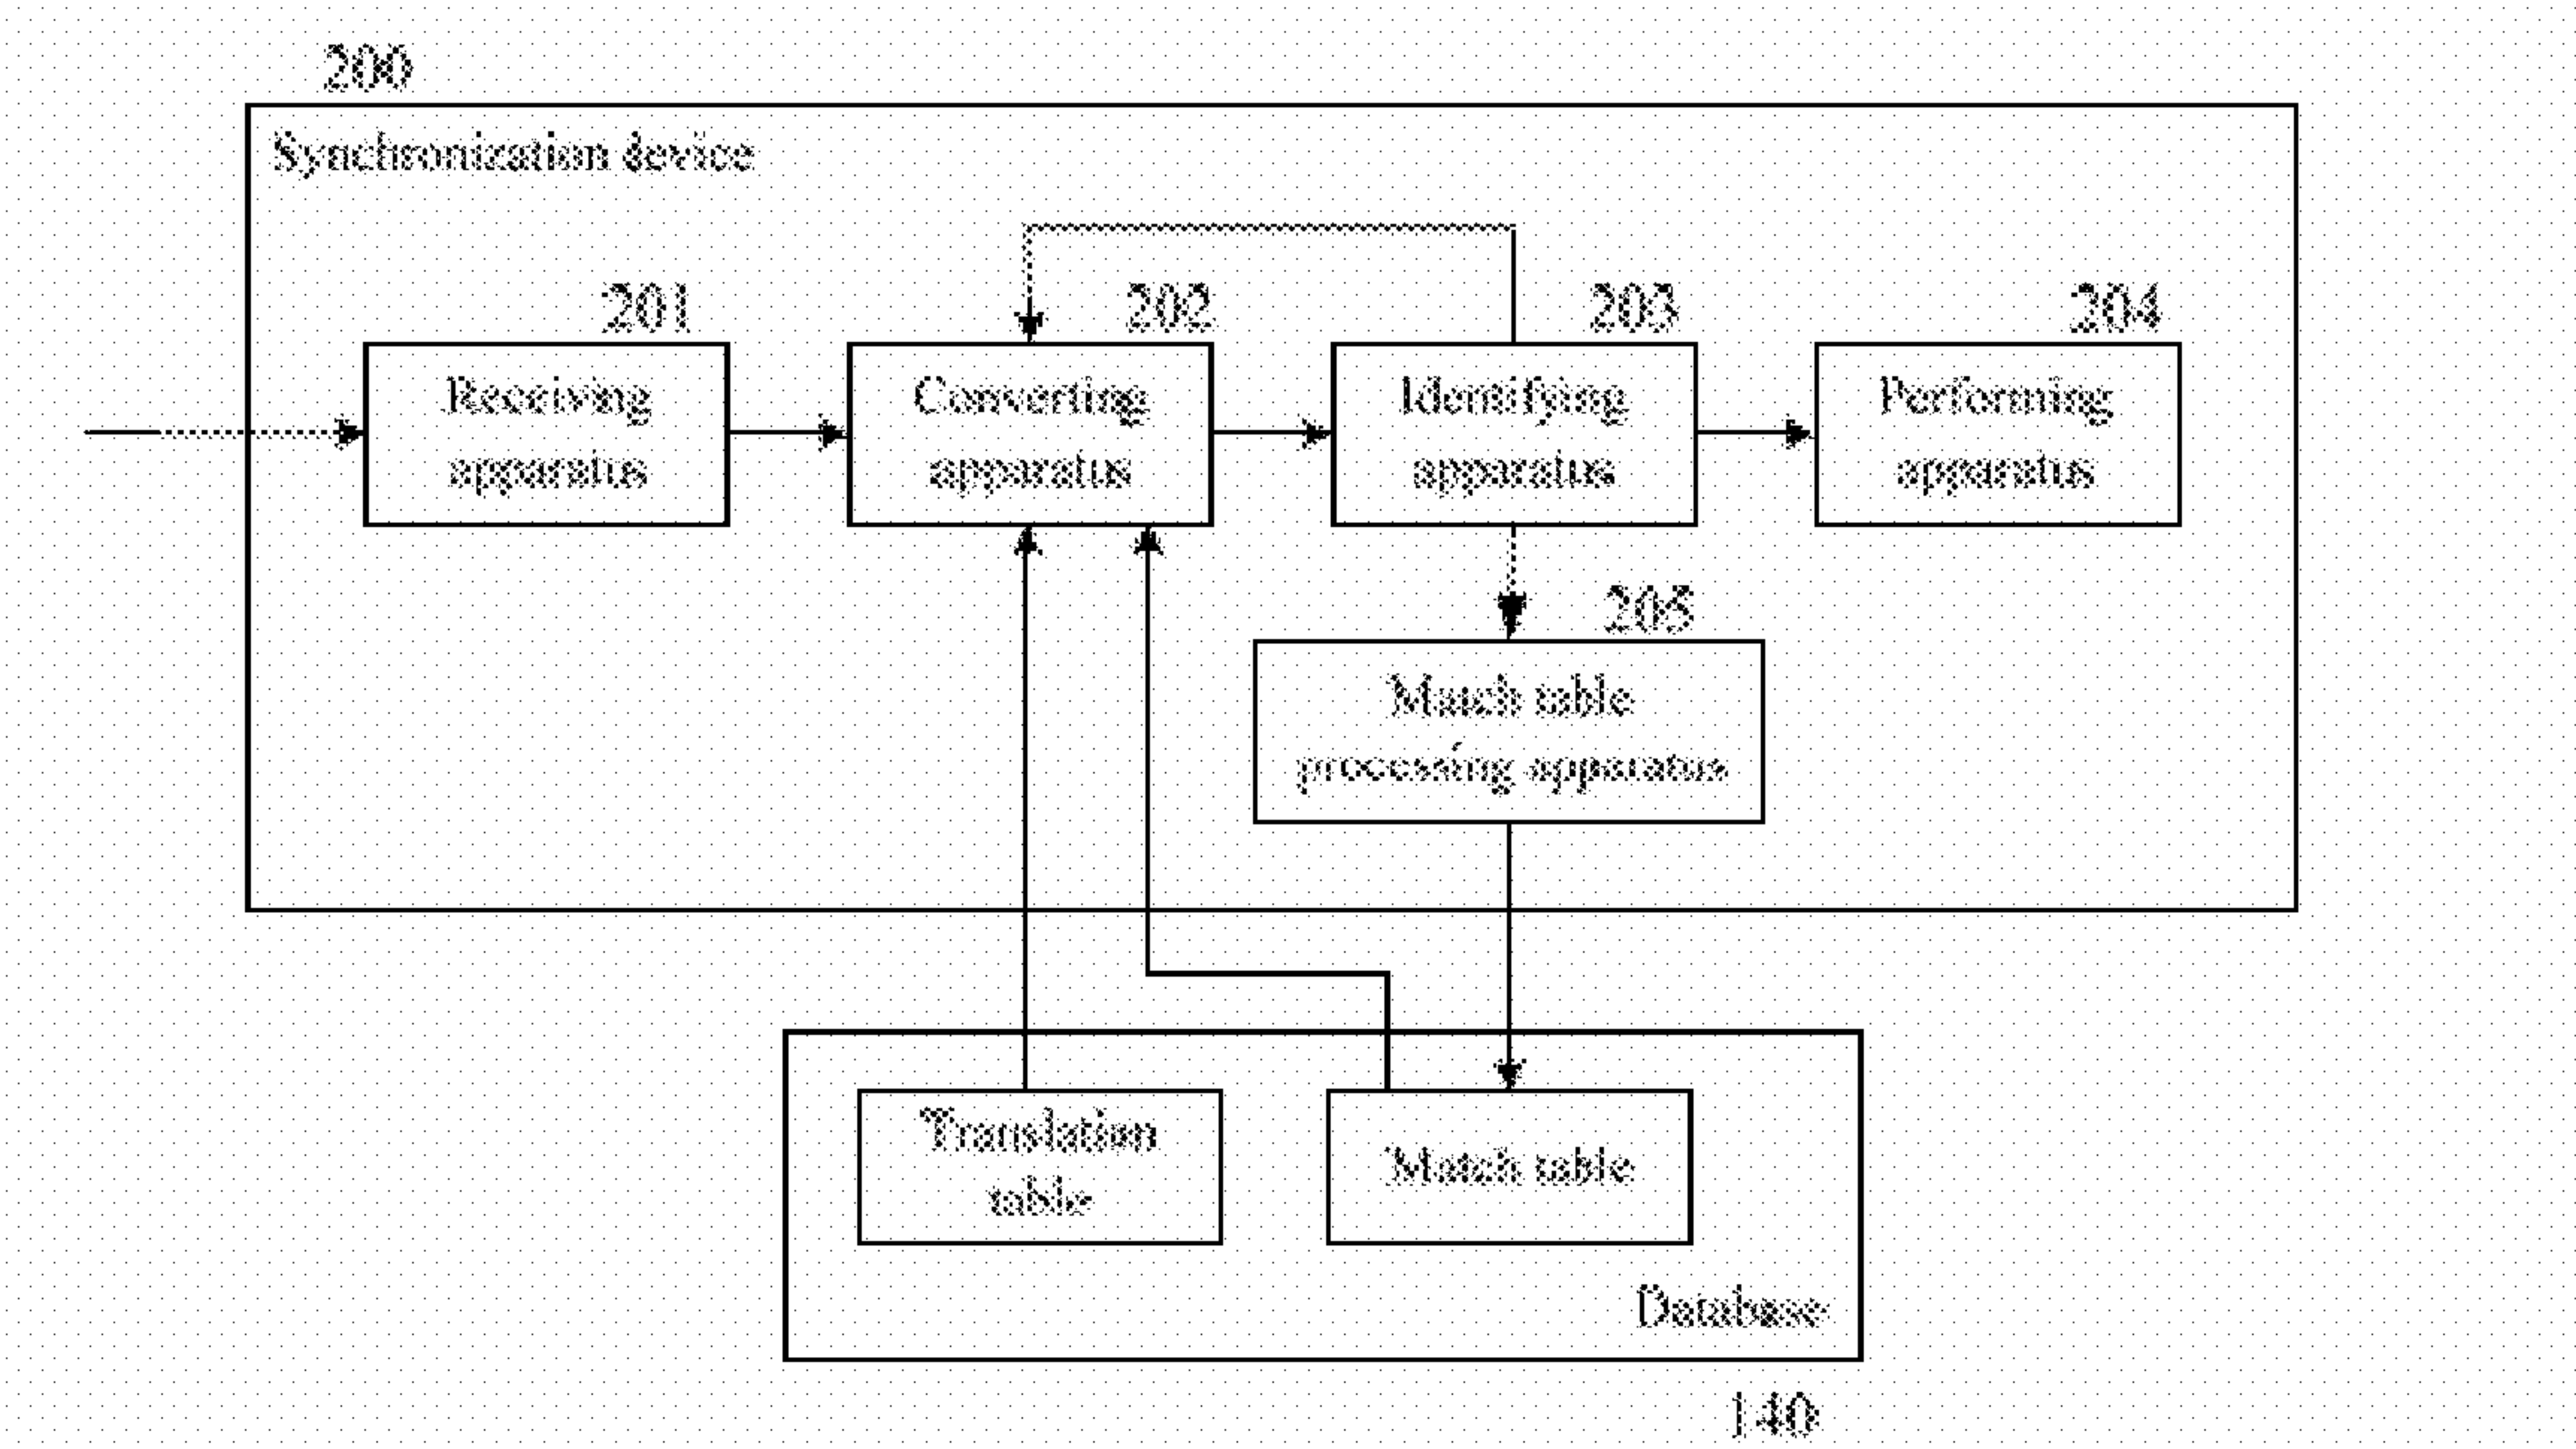 200
Synchronization device
201
202
203
204
Receiving
apparatus
Converting
apparatus
Identifying
apparatus
Performing
apparatus
205
Match table
processing apparatus
Translation
table
Match table
Database
140